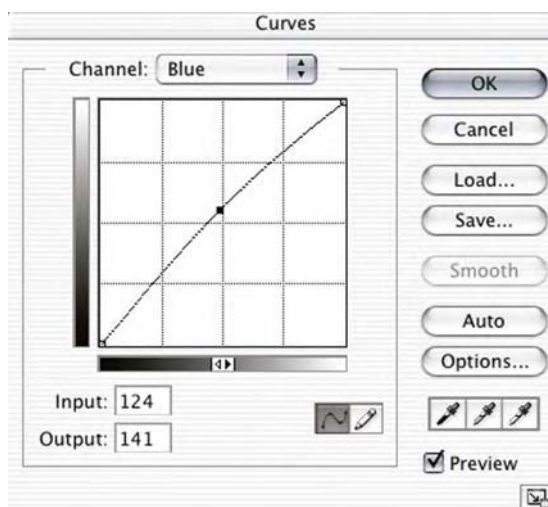 Curves
Channel: Blue
OK
Cancel
Load...
Save...
Smooth
Auto
Options...
Input: 124
Output: 141
Preview